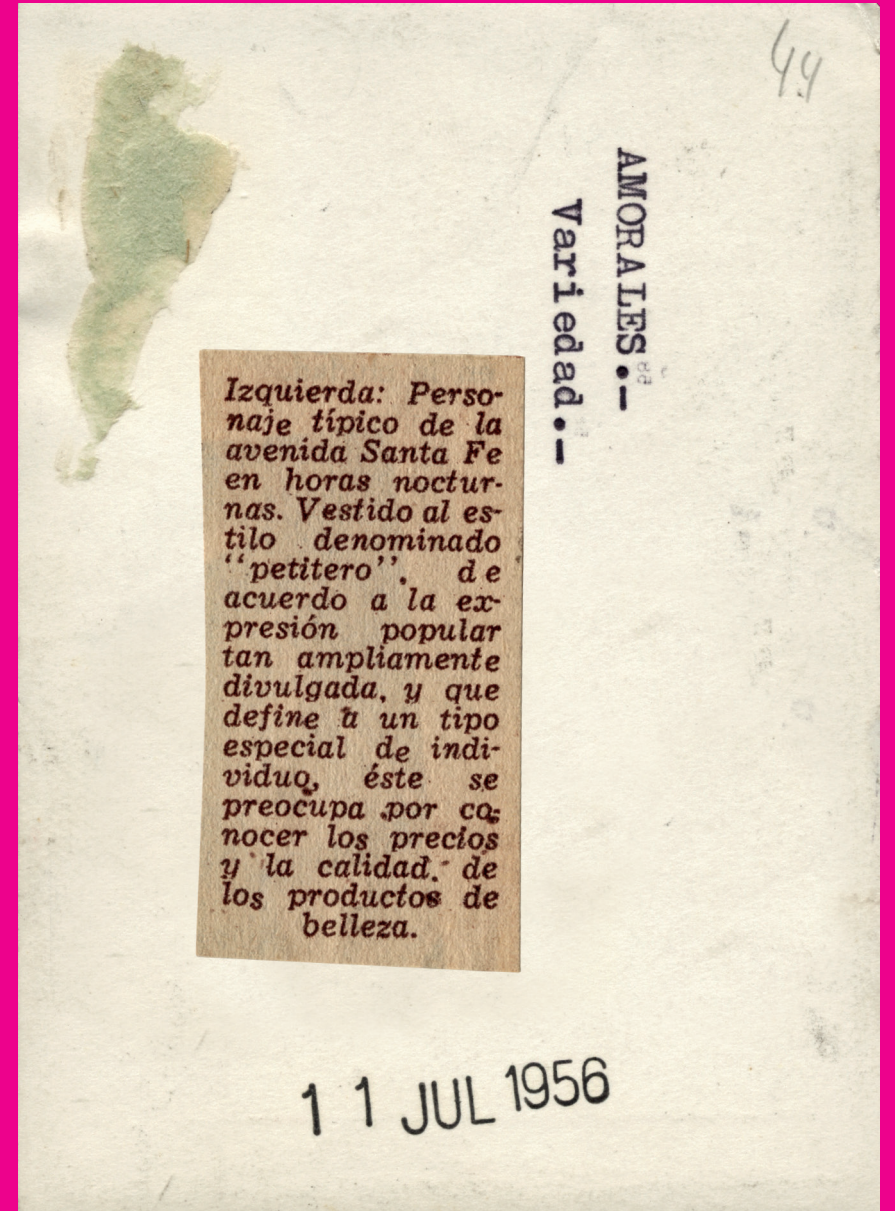 44
AMORALES.-
Variedad.-
Izquierda: Perso-
naje típico de la
avenida Santa Fe
en horas noctur-
nas. Vestido al es-
tilo denominado
"petitero", de
acuerdo a la ex-
presión popular
tan ampliamente
divulgada, y que
define a un tipo
especial de indi-
viduo, éste se
preocupa por co-
nocer los precios
y la calidad. de
los productos de
belleza.
11 JUL 1956